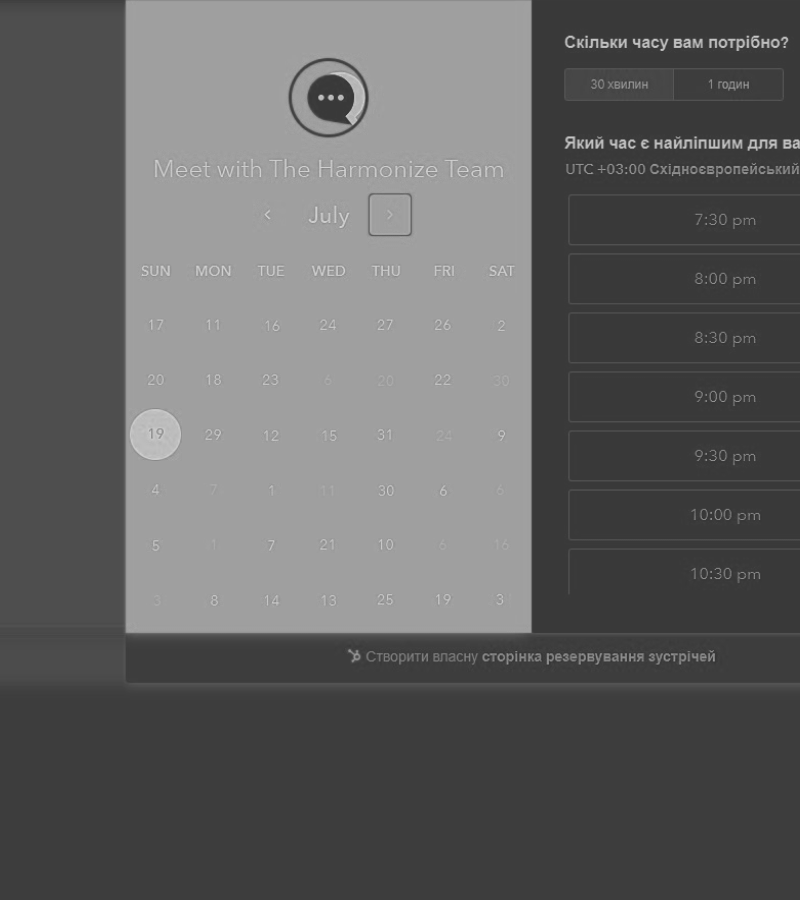 Meet with The Harmonize Team
July
SUN MON TUE WED THU FRI SAT
17 11 16 24 27 26 2
20 18 23 6 20 22 30
19 29 12 15 31 24 9
4 7 1 11 30 6 6
5 1 7 21 10 6 16
3 8 14 13 25 19 3
Скільки часу вам потрібно?
30 хвилин 1 годин
Який час є найліпшим для ва
UTC +03:00 Східноєвропейський
7:30 pm
8:00 pm
8:30 pm
9:00 pm
9:30 pm
10:00 pm
10:30 pm
Створити власну сторінка резервування зустрічей